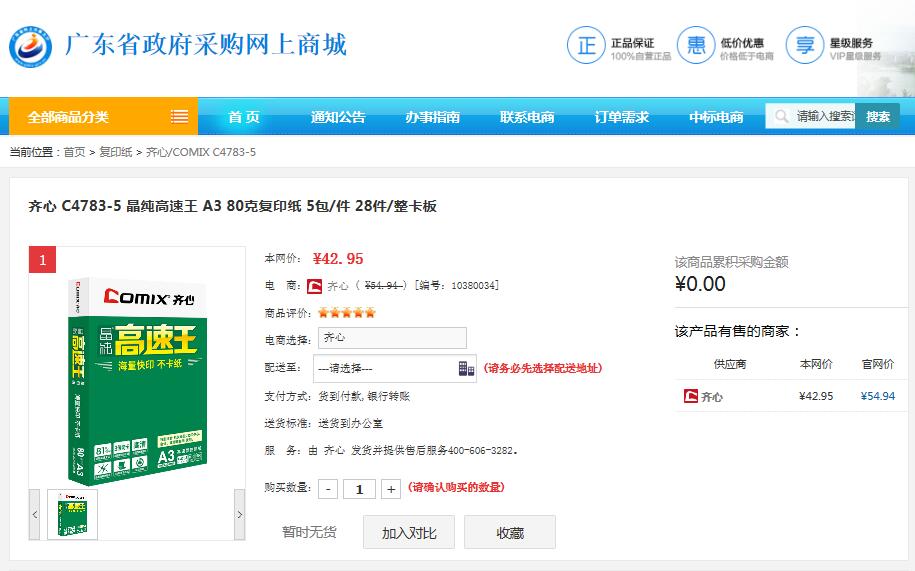 广东省政府采购网上商城
正 正品保证
100%自营正品
惠 低价优惠
价格低于电商
享 星级服务
VIP星级服务
全部商品分类
首页 通知公告 办事指南 联系电商 订单需求 中标电商
请输入搜索 搜索
当前位置：首页 > 复印纸 > 齐心/COMIX C4783-5
齐心 C4783-5 晶纯高速王 A3 80克复印纸 5包/件 28件/整卡板
1
COMIX 齐心
晶纯 高速王
海量快印 不卡纸
高速王
80g A3
A3
本网价： ¥42.95
电 商： 齐心（ ¥54.94 ）[编号：10380034]
商品评价：
电商选择： 齐心
配送至： ---请选择--- (请务必先选择配送地址)
支付方式：货到付款,银行转账
送货标准：送货到办公室
服 务：由 齐心 发货并提供售后服务400-606-3282。
购买数量： - 1 + (请确认购买的数量)
暂时无货 加入对比 收藏
该商品累积采购金额
¥0.00
该产品有售的商家：
供应商 本网价 官网价
齐心 ¥42.95 ¥54.94